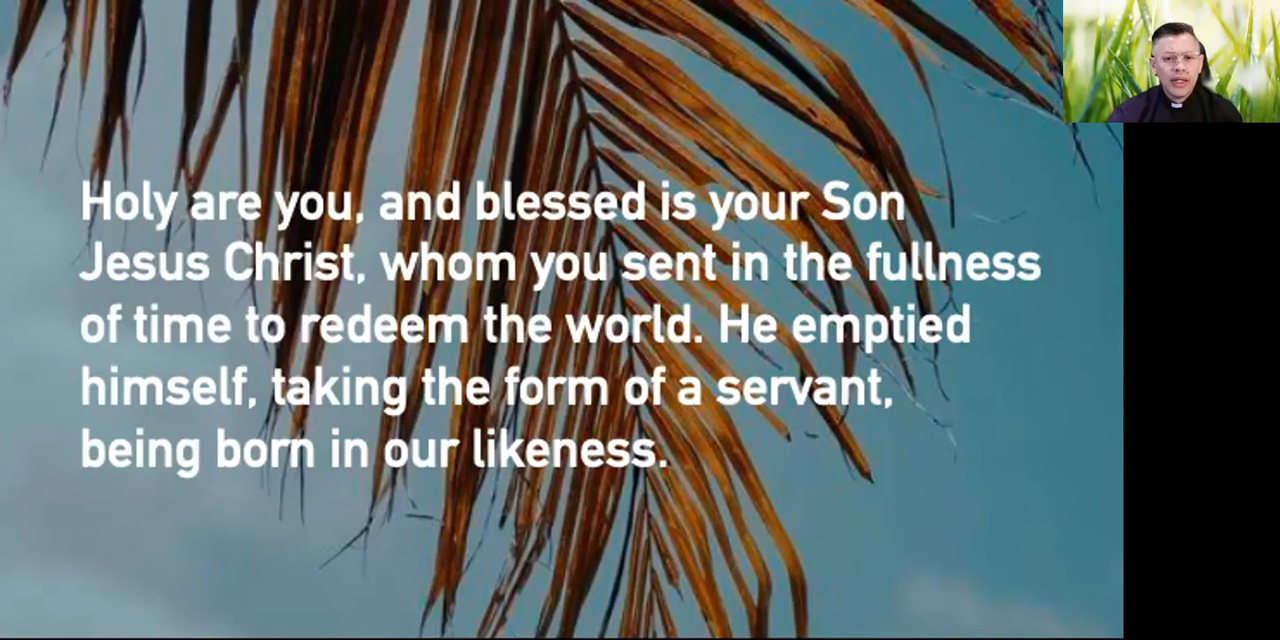 Holy are you, and blessed is your Son
Jesus Christ, whom you sent in the fullness
of time to redeem the world. He emptied
himself, taking the form of a servant,
being born in our likeness.